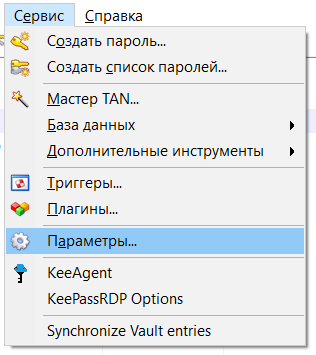 Сервис Справка
Создать пароль...
Создать список паролей...
Мастер TAN...
База данных
Дополнительные инструменты
Триггеры...
Плагины...
Параметры...
KeeAgent
KeePassRDP Options
Synchronize Vault entries